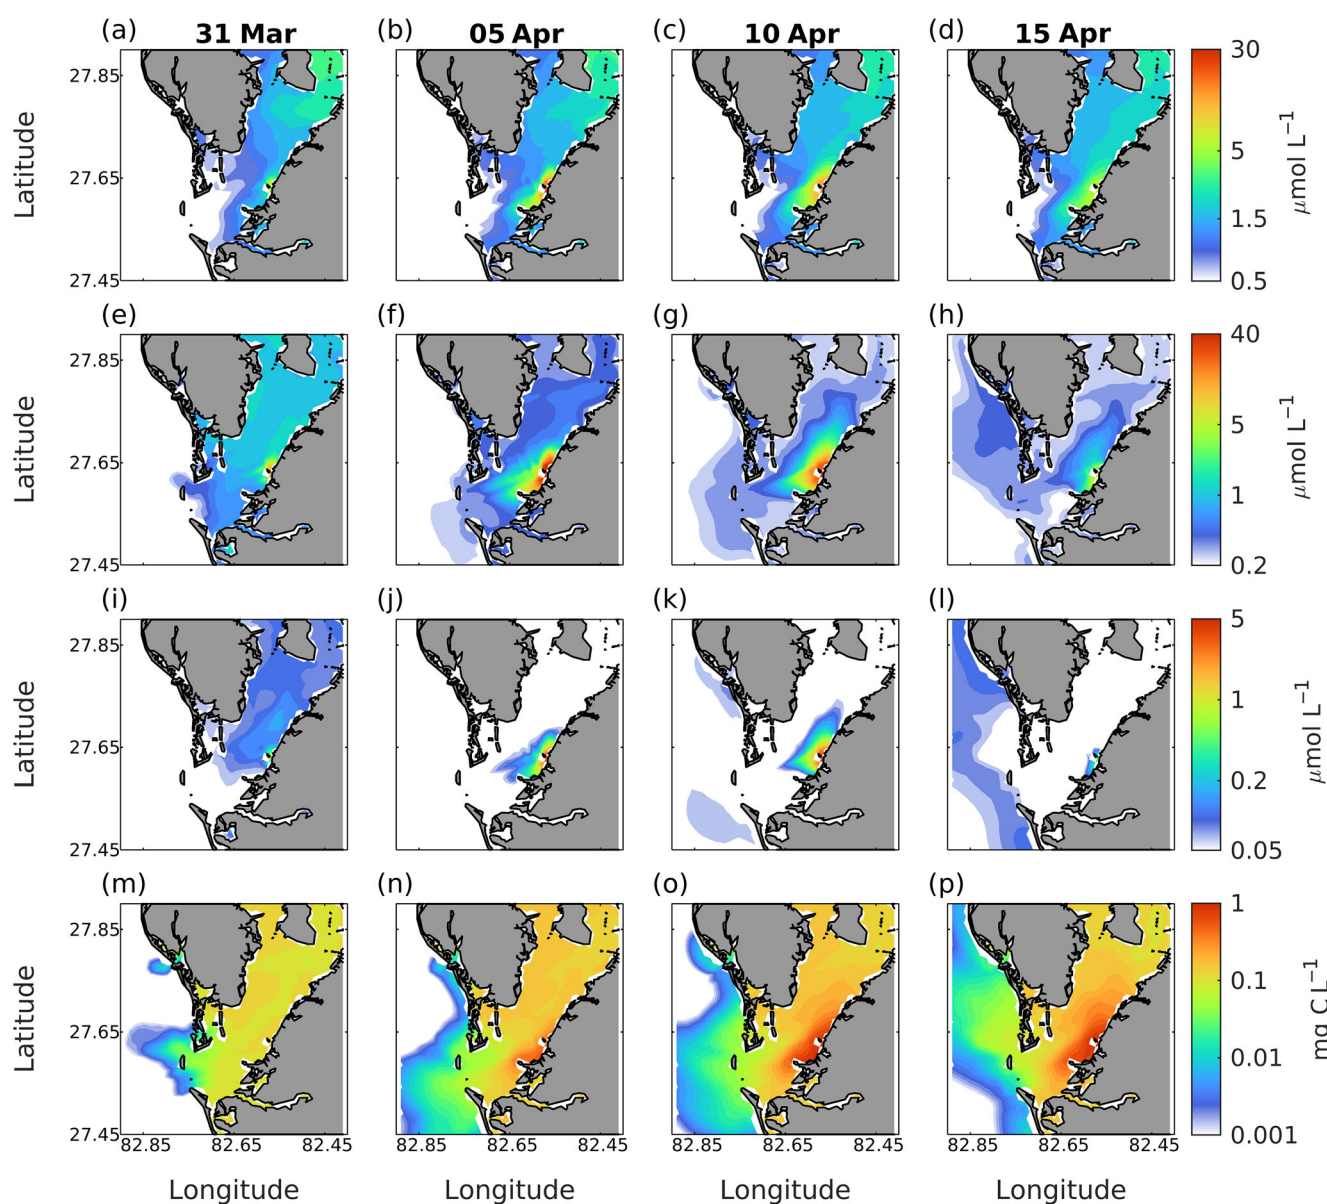 (a) 31 Mar (b) 05 Apr (c) 10 Apr (d) 15 Apr
27.85
27.65
27.45
Latitude
30
5
1.5
0.5
μmol L⁻¹
(e) (f) (g) (h)
27.85
27.65
27.45
Latitude
40
5
1
0.2
μmol L⁻¹
(i) (j) (k) (l)
27.85
27.65
27.45
Latitude
5
1
0.2
0.05
μmol L⁻¹
(m) (n) (o) (p)
27.85
27.65
27.45
Latitude
1
0.1
0.01
0.001
mg C L⁻¹
82.85 82.65 82.45 82.85 82.65 82.45 82.85 82.65 82.45 82.85 82.65 82.45
Longitude Longitude Longitude Longitude